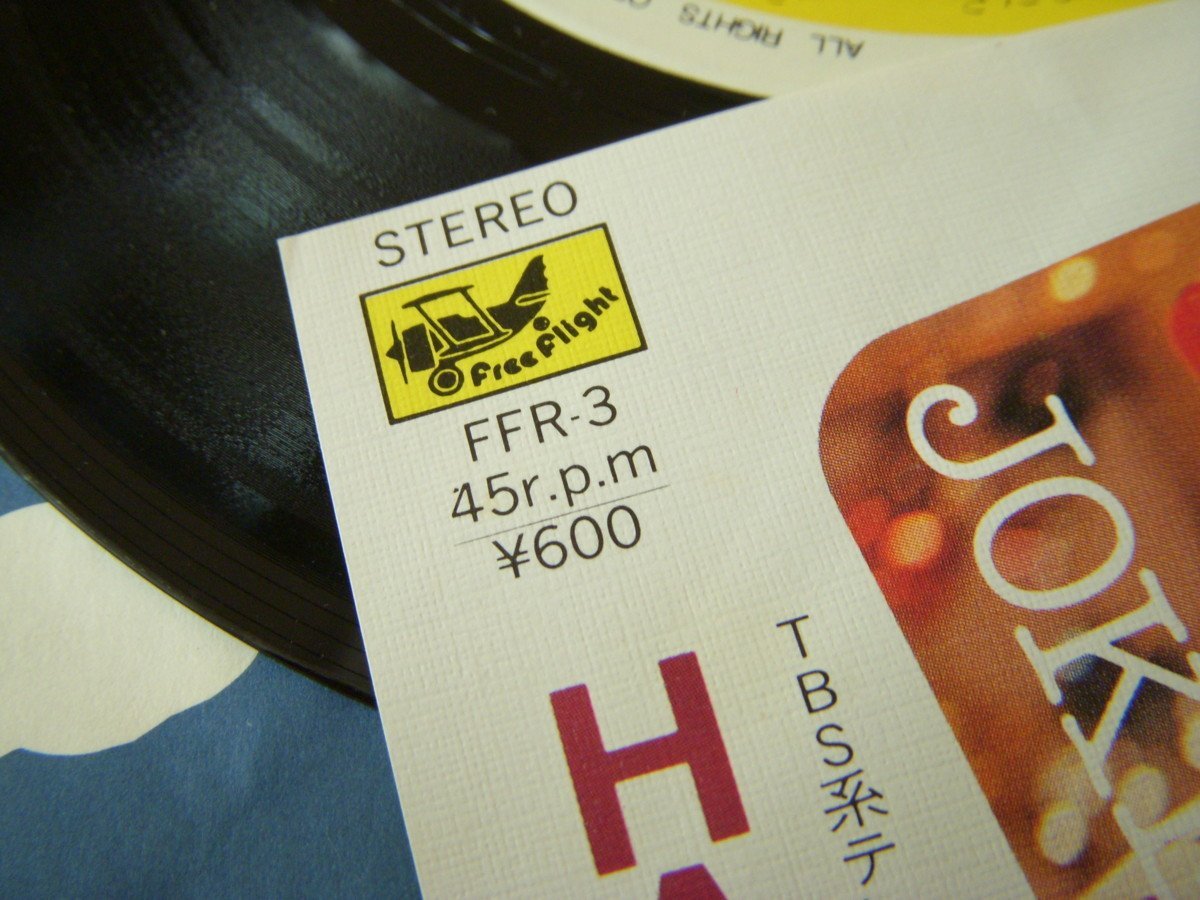 ALL RIGHTS O
STEREO
Free Flight
FFR-3
45r.p.m
¥600
H
TBS系テ
JOK